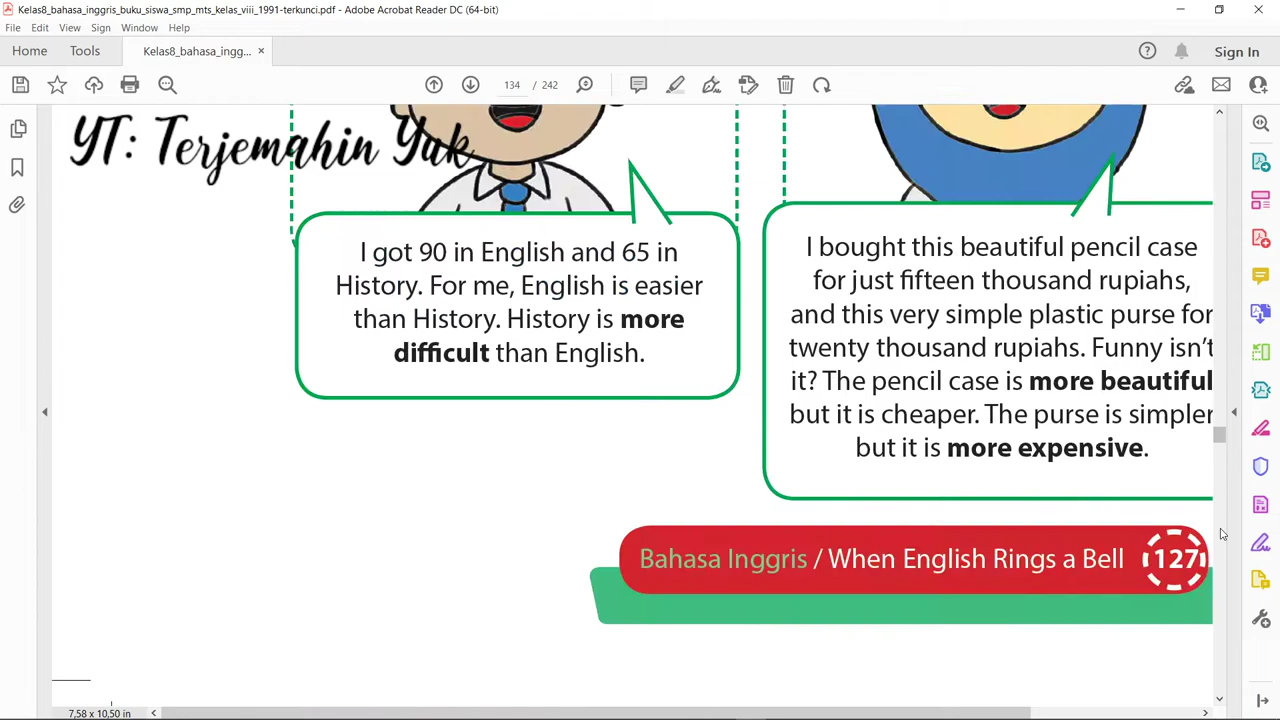 Kelas8_bahasa_inggris_buku_siswa_smp_mts_kelas_viii_1991-terkunci.pdf - Adobe Acrobat Reader DC (64-bit)
File Edit View Sign Window Help
Home Tools Kelas8_bahasa_ingg... × Sign In
134 / 242
YT: Terjemahin Yuk
I got 90 in English and 65 in
History. For me, English is easier
than History. History is more
difficult than English.
I bought this beautiful pencil case
for just fifteen thousand rupiahs,
and this very simple plastic purse for
twenty thousand rupiahs. Funny isn't
it? The pencil case is more beautiful
but it is cheaper. The purse is simpler
but it is more expensive.
Bahasa Inggris / When English Rings a Bell 127
7,58 x 10,50 in